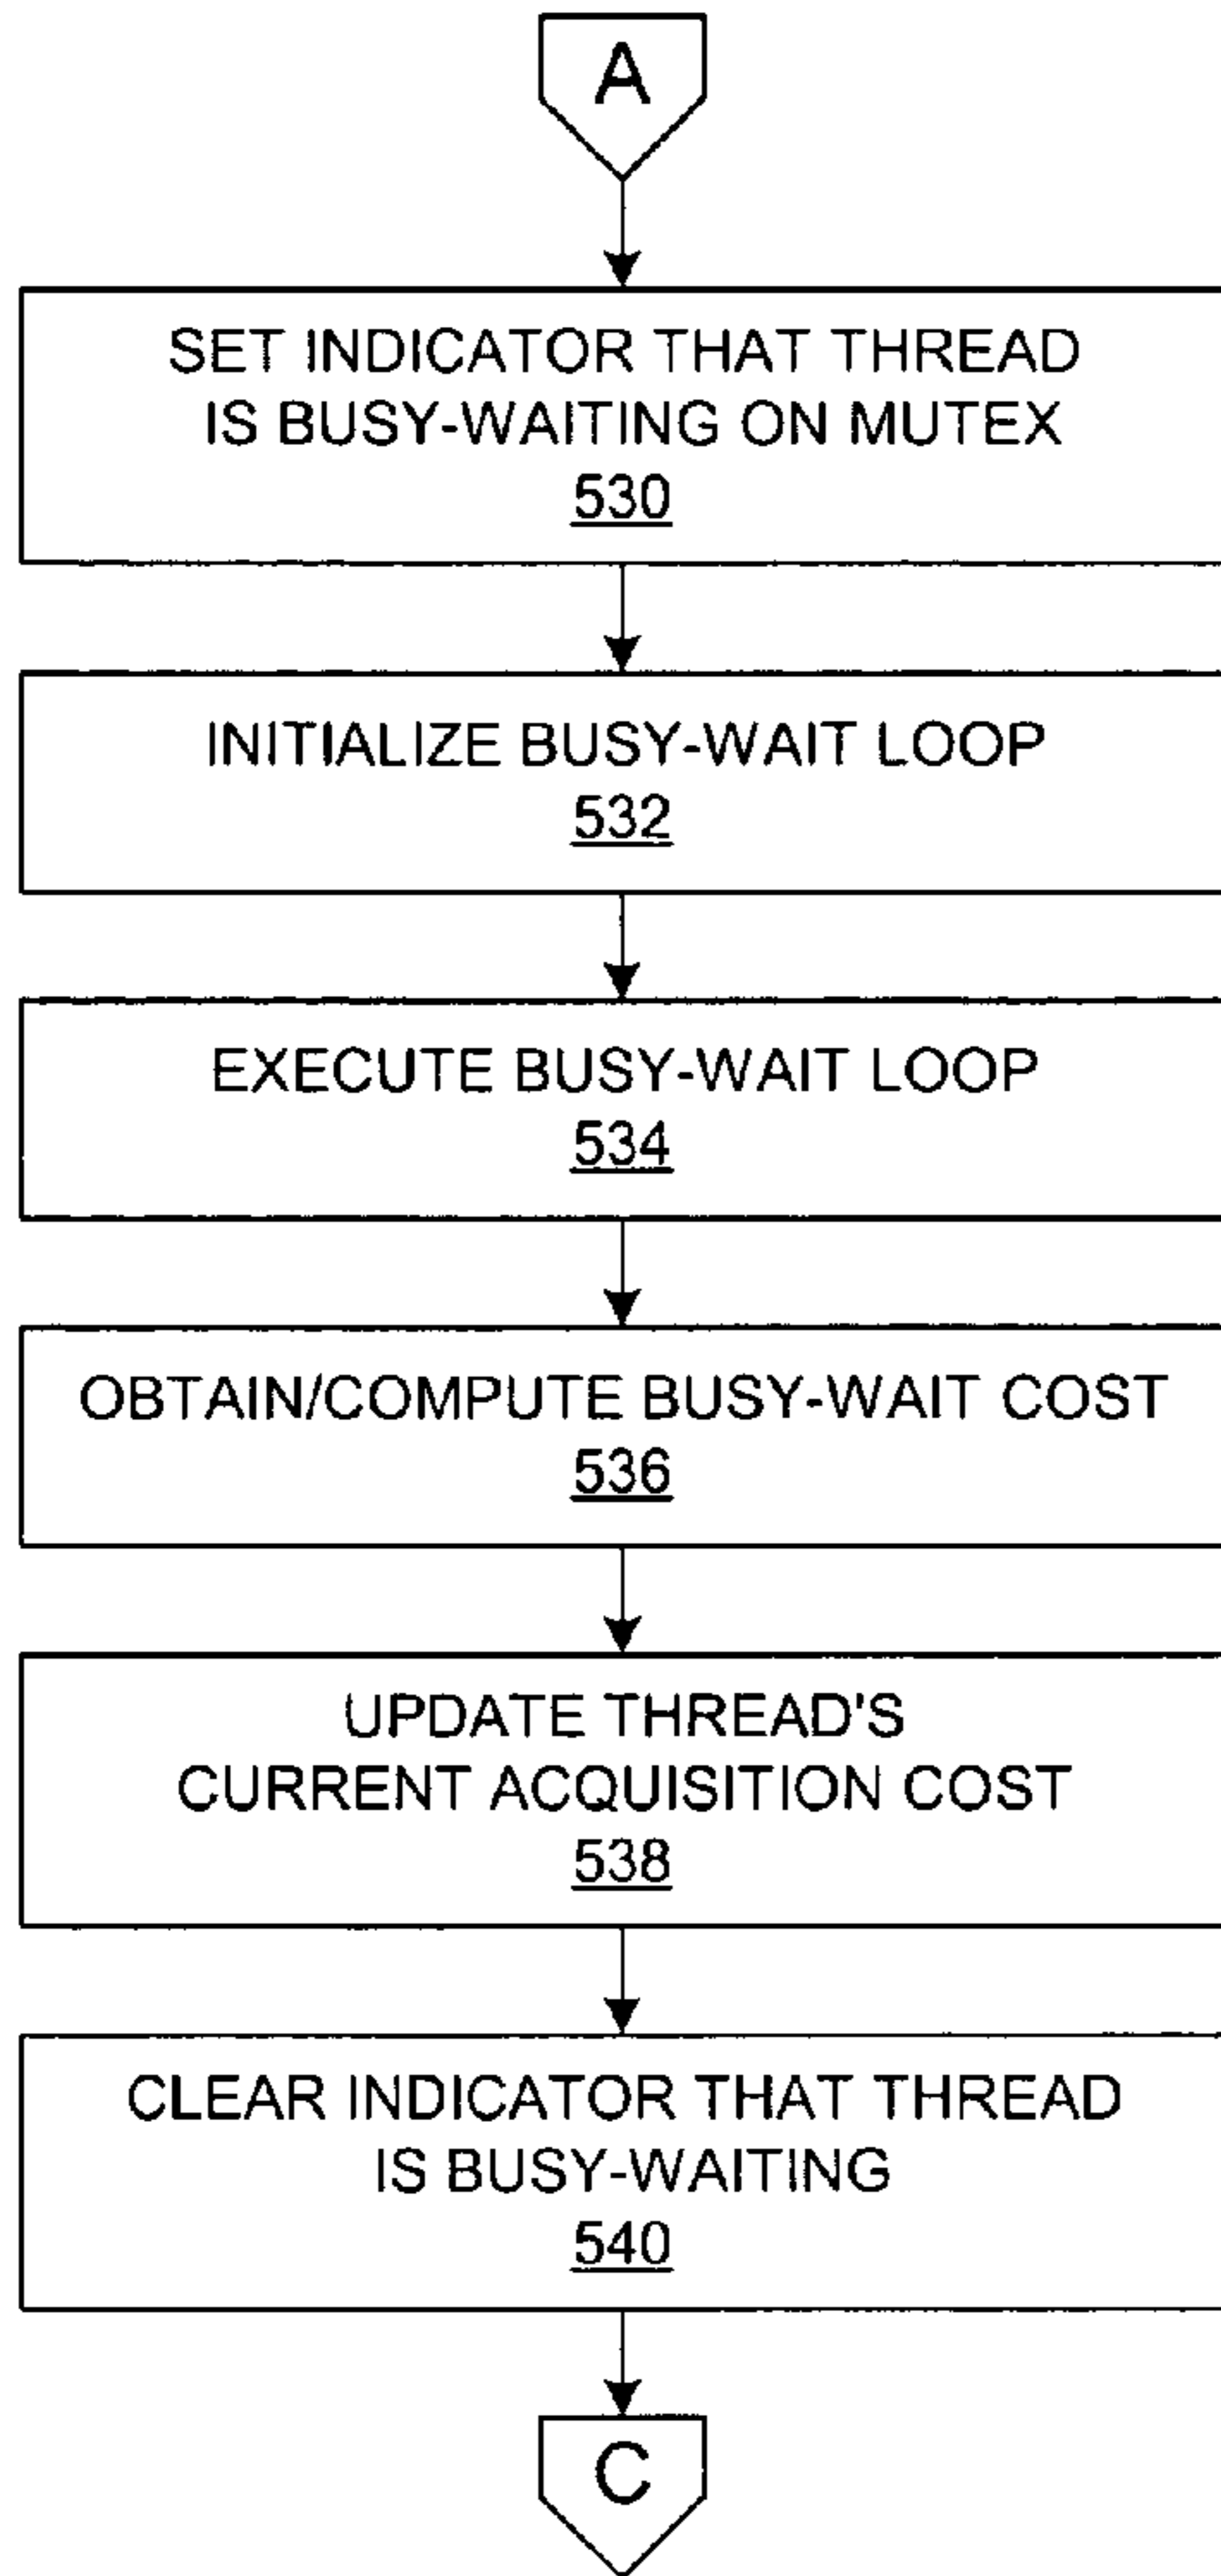 A
SET INDICATOR THAT THREAD
IS BUSY-WAITING ON MUTEX
530
INITIALIZE BUSY-WAIT LOOP
532
EXECUTE BUSY-WAIT LOOP
534
OBTAIN/COMPUTE BUSY-WAIT COST
536
UPDATE THREAD'S
CURRENT ACQUISITION COST
538
CLEAR INDICATOR THAT THREAD
IS BUSY-WAITING
540
C